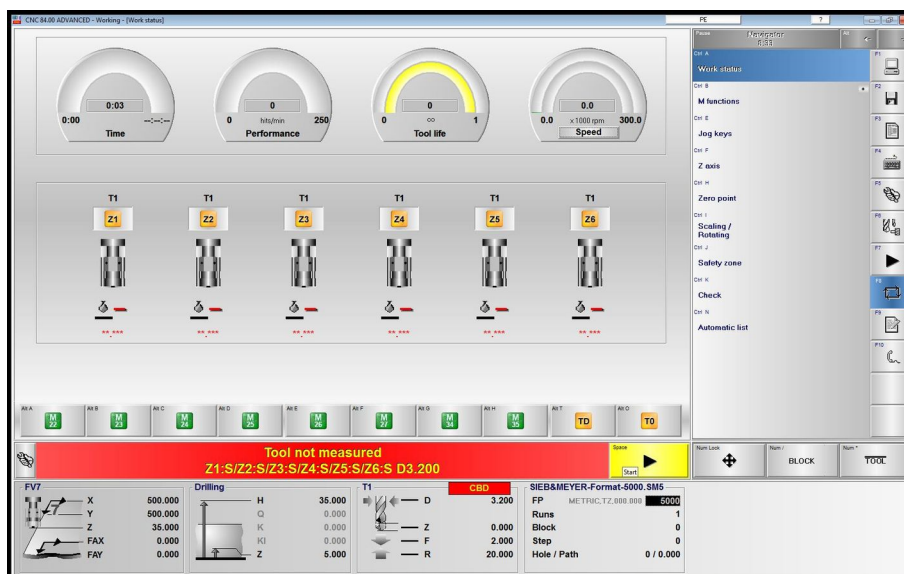 CNC 84.00 ADVANCED - Working - [Work status]
PE
?
0:03
0:00
--:--:--
Time
0
0
hits/min
250
Performance
0
0
∞
1
Tool life
0.0
0.0
x 1000 rpm
300.0
Speed
T1
T1
T1
T1
T1
T1
Z1
Z2
Z3
Z4
Z5
Z6
**.***
**.***
**.***
**.***
**.***
**.***
Alt A
M
22
Alt B
M
23
Alt C
M
24
Alt D
M
25
Alt E
M
26
Alt F
M
27
Alt G
M
34
Alt H
M
35
Alt T
TD
Alt O
T0
Tool not measured
Z1:S/Z2:S/Z3:S/Z4:S/Z5:S/Z6:S D3,200
Space
Start
Pause
Navigator
Alt
Ctrl A
Work status
Ctrl B
M functions
Ctrl E
Jog keys
Ctrl F
Z axis
Ctrl H
Zero point
Ctrl I
Scaling /
Rotating
Ctrl J
Safety zone
Ctrl K
Check
Ctrl N
Automatic list
F1
F2
F3
F4
F5
F6
F7
F8
F9
F10
Num Lock
Num /
BLOCK
Num *
TOOL
FV7
X 500.000
Y 500.000
Z 35.000
FAX 0.000
FAY 0.000
Drilling
H 35.000
Q 0.000
K 0.000
KI 0.000
Z 5.000
T1
CBD
D 3.200
Z 0.000
F 2.000
R 20.000
SIEB&MEYER-Format-5000.SM5
FP METRIC,TZ,000.000 5000
Runs 1
Block 0
Step 0
Hole / Path 0 / 0.000